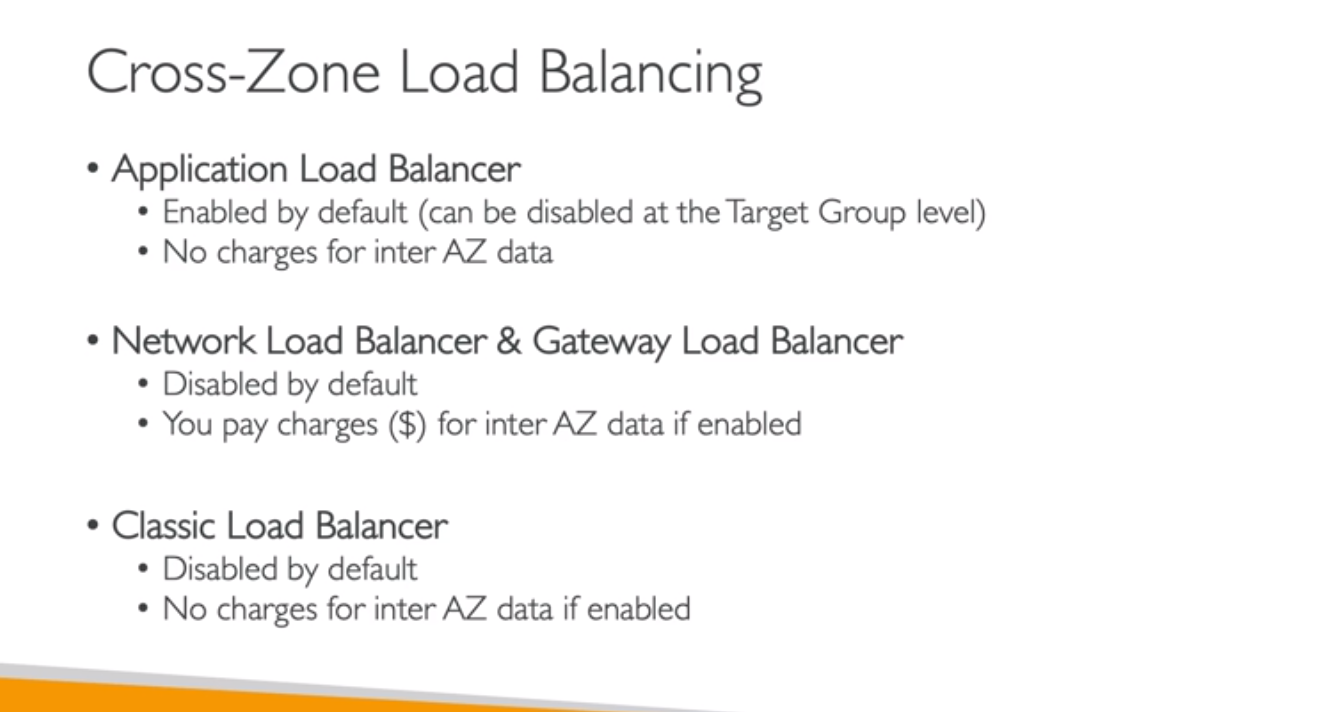 Cross-Zone Load Balancing
• Application Load Balancer
• Enabled by default (can be disabled at the Target Group level)
• No charges for inter AZ data
• Network Load Balancer & Gateway Load Balancer
• Disabled by default
• You pay charges ($) for inter AZ data if enabled
• Classic Load Balancer
• Disabled by default
• No charges for inter AZ data if enabled